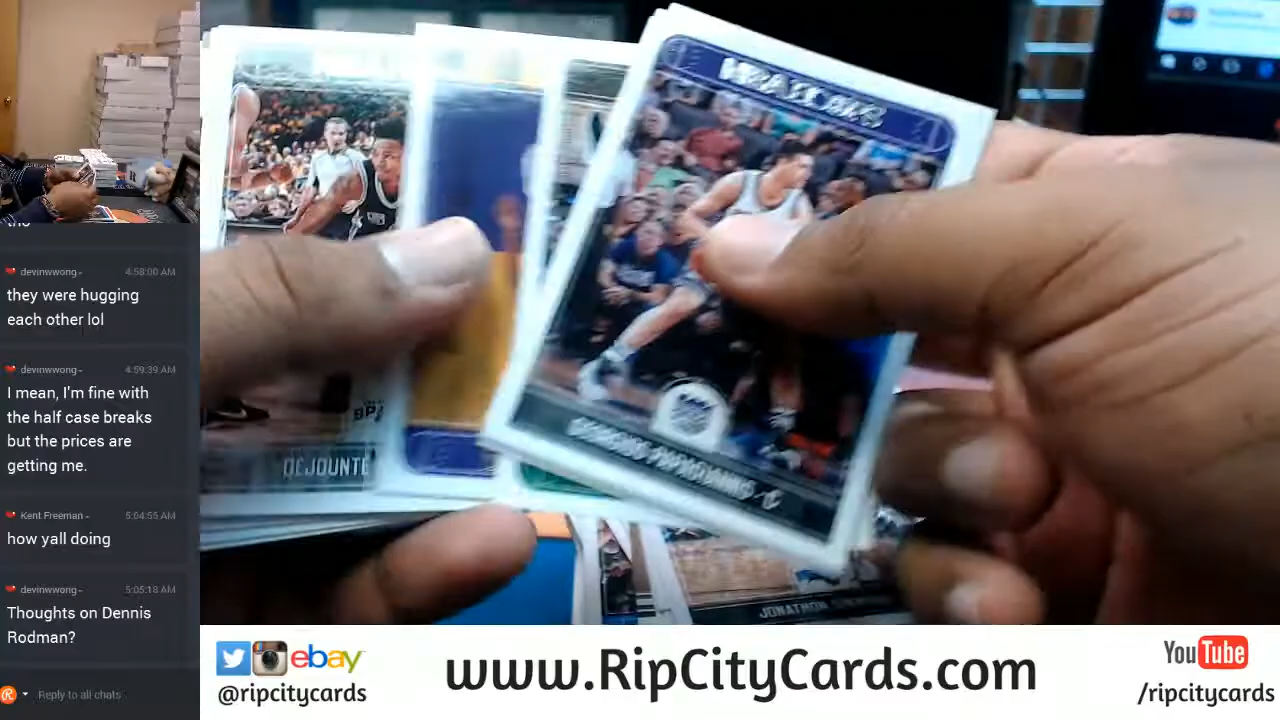 tho
devinwwong- 4:58:00 AM
they were hugging
each other lol
devinwwong- 4:59:39 AM
I mean, I'm fine with
the half case breaks
but the prices are
getting me.
Kent Freeman - 5:04:55 AM
how yall doing
devinwwong- 5:05:18 AM
Thoughts on Dennis
Rodman?
Reply to all chats
DEJOUNTE
JONATHON
ebay
@ripcitycards
www.RipCityCards.com
YouTube
/ripcitycards